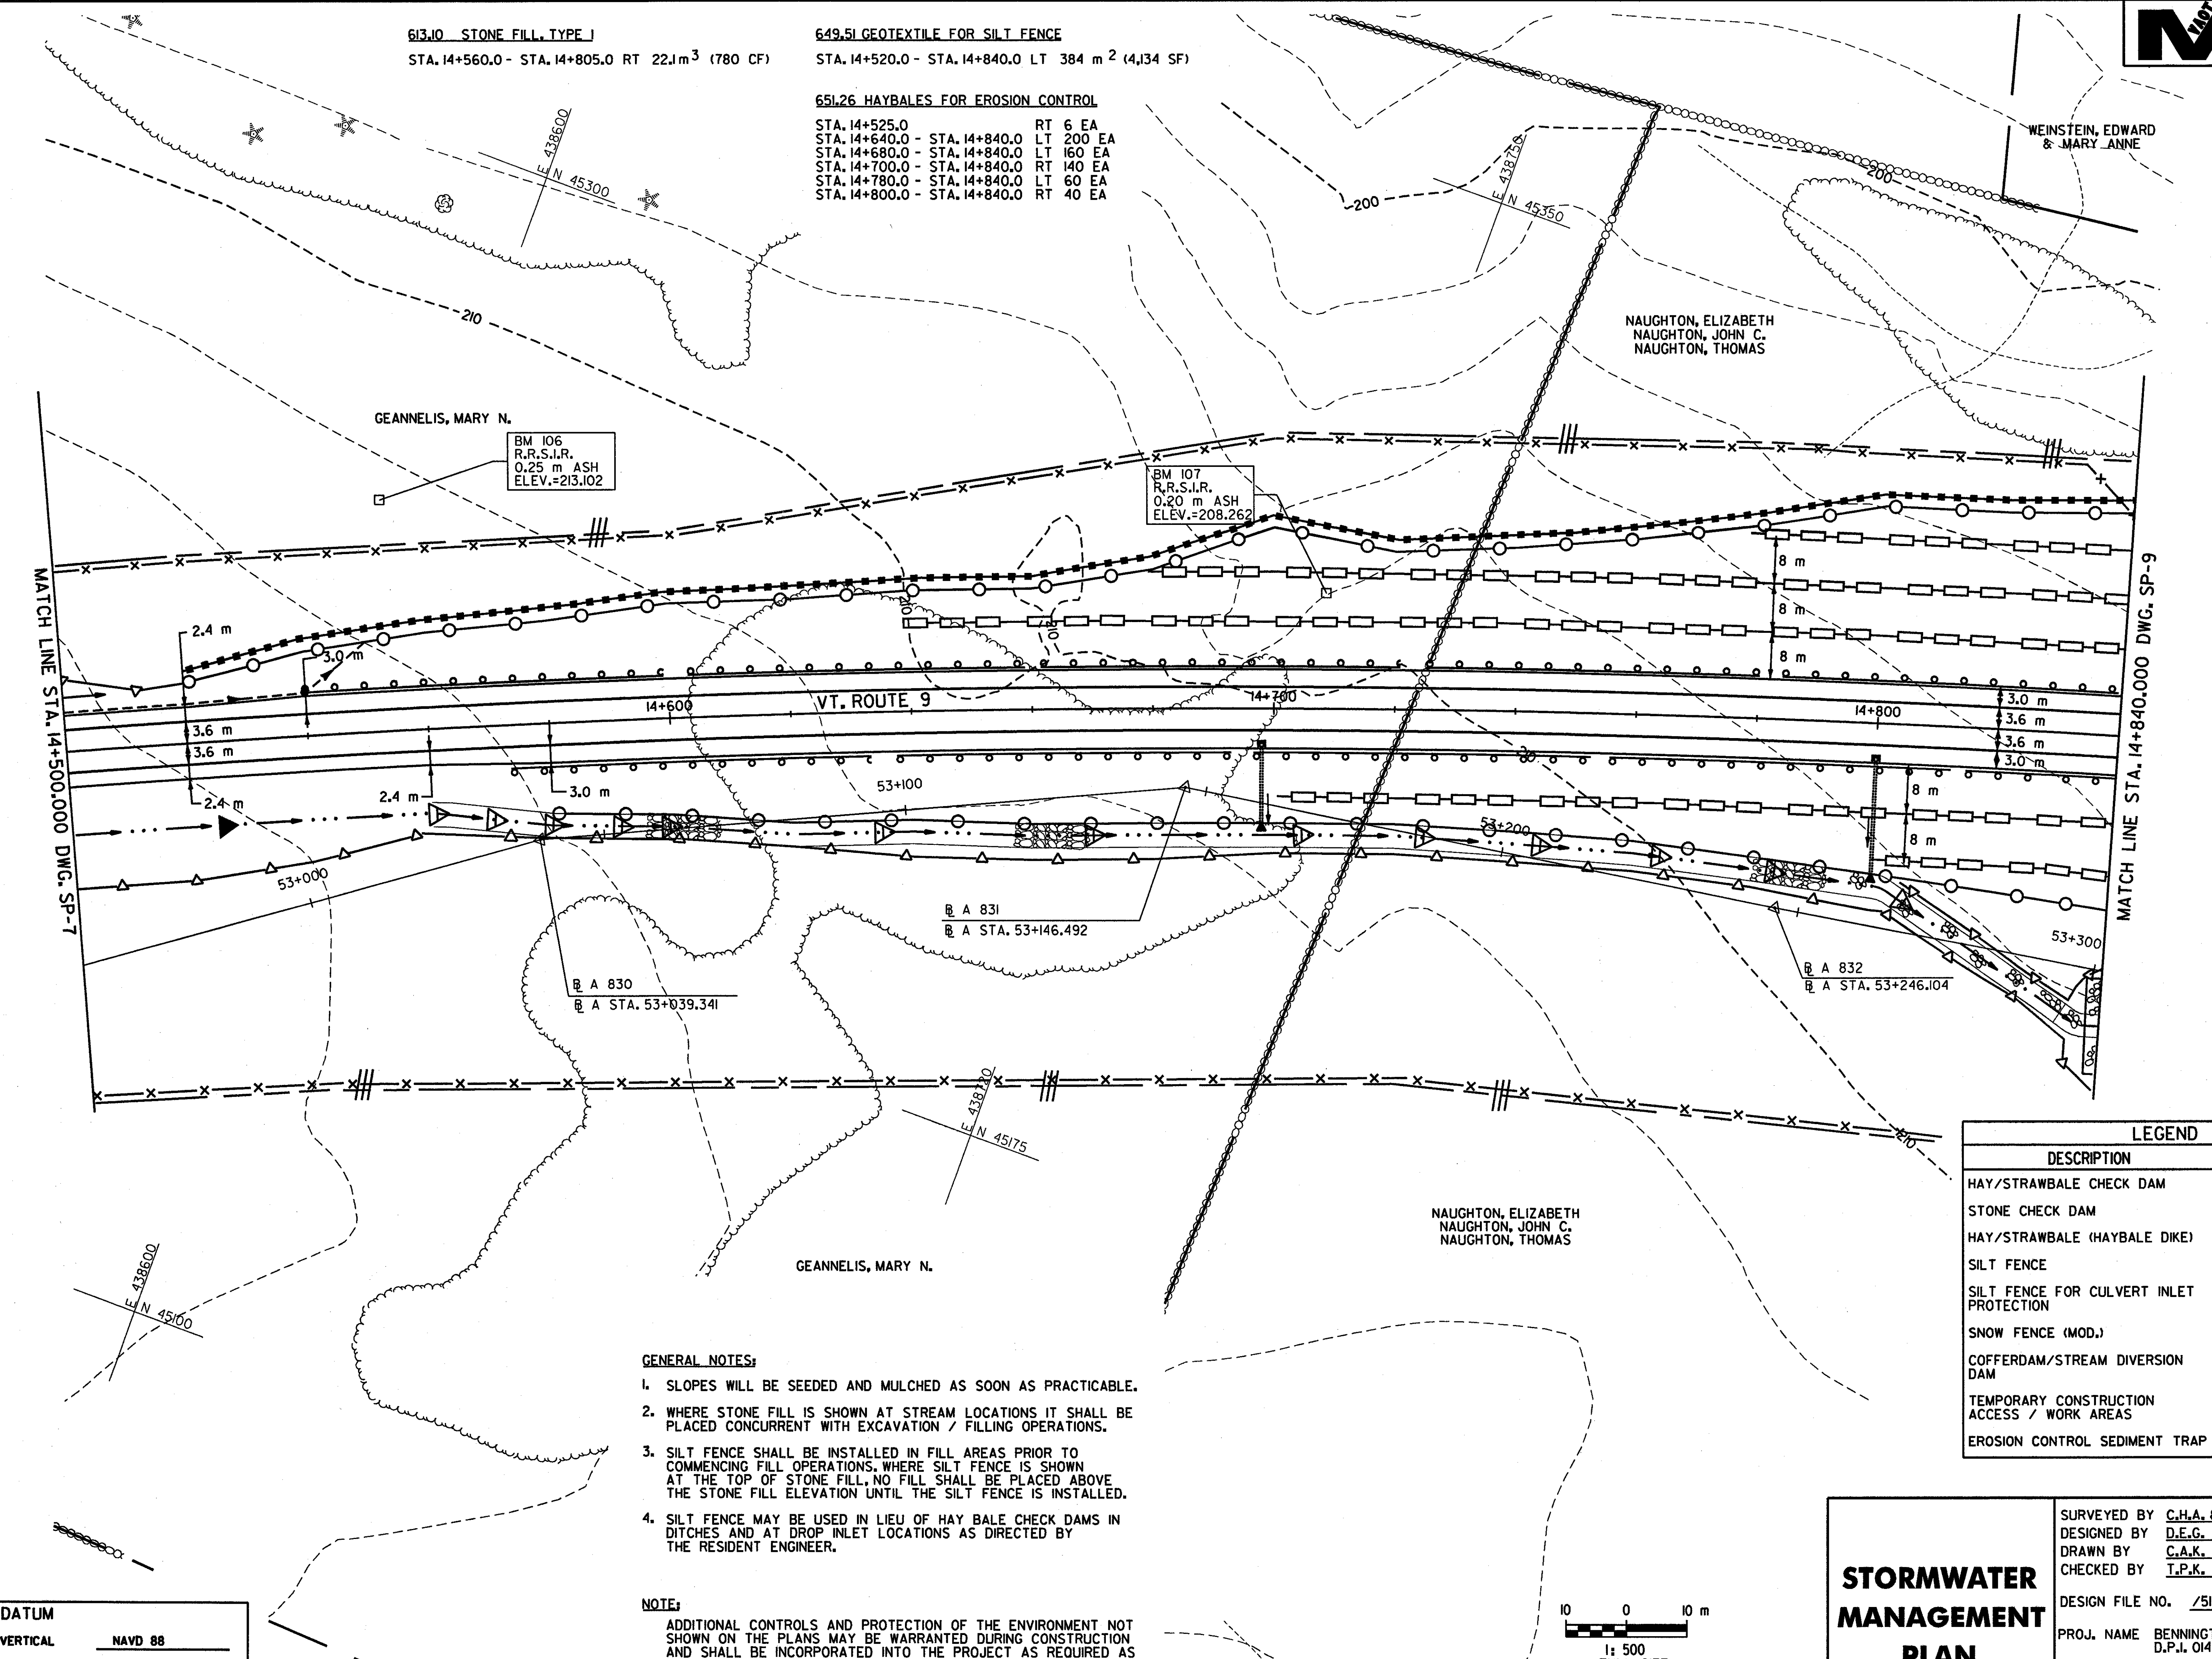 613.10 STONE FILL, TYPE I
STA. 14+560.0 - STA. 14+805.0 RT 22.1 m3 (780 CF)
649.51 GEOTEXTILE FOR SILT FENCE
STA. 14+520.0 - STA. 14+840.0 LT 384 m 2 (4,134 SF)
651.26 HAYBALES FOR EROSION CONTROL
STA. 14+525.0 RT 6 EA
STA. 14+640.0 - STA. 14+840.0 LT 200 EA
STA. 14+680.0 - STA. 14+840.0 LT 160 EA
STA. 14+700.0 - STA. 14+840.0 RT 140 EA
STA. 14+780.0 - STA. 14+840.0 LT 60 EA
STA. 14+800.0 - STA. 14+840.0 RT 40 EA
VAOT
E 438600
N 45300
E 438750
N 45350
200
200
WEINSTEIN, EDWARD
& MARY ANNE
210
NAUGHTON, ELIZABETH
NAUGHTON, JOHN C.
NAUGHTON, THOMAS
GEANNELIS, MARY N.
BM 106
R.R.S.I.R.
0.25 m ASH
ELEV.=213.102
BM 107
R.R.S.I.R.
0.20 m ASH
ELEV.=208.262
MATCH LINE STA. 14+500.000 DWG. SP-7
MATCH LINE STA. 14+840.000 DWG. SP-9
8 m
8 m
8 m
2.4 m
3.0 m
210
210
14+600
VT. ROUTE 9
14+700
14+800
3.6 m
3.6 m
3.0 m
3.6 m
3.6 m
3.0 m
2.4 m
2.4 m
3.0 m
53+000
53+100
53+200
53+300
8 m
8 m
BL A 831
BL A STA. 53+146.492
BL A 830
BL A STA. 53+039.341
BL A 832
BL A STA. 53+246.104
E 438720
N 45175
210
E 438600
N 45100
GEANNELIS, MARY N.
NAUGHTON, ELIZABETH
NAUGHTON, JOHN C.
NAUGHTON, THOMAS
LEGEND
DESCRIPTION
HAY/STRAWBALE CHECK DAM
STONE CHECK DAM
HAY/STRAWBALE (HAYBALE DIKE)
SILT FENCE
SILT FENCE FOR CULVERT INLET
PROTECTION
SNOW FENCE (MOD.)
COFFERDAM/STREAM DIVERSION
DAM
TEMPORARY CONSTRUCTION
ACCESS / WORK AREAS
EROSION CONTROL SEDIMENT TRAP
GENERAL NOTES:
1. SLOPES WILL BE SEEDED AND MULCHED AS SOON AS PRACTICABLE.
2. WHERE STONE FILL IS SHOWN AT STREAM LOCATIONS IT SHALL BE
PLACED CONCURRENT WITH EXCAVATION / FILLING OPERATIONS.
3. SILT FENCE SHALL BE INSTALLED IN FILL AREAS PRIOR TO
COMMENCING FILL OPERATIONS. WHERE SILT FENCE IS SHOWN
AT THE TOP OF STONE FILL, NO FILL SHALL BE PLACED ABOVE
THE STONE FILL ELEVATION UNTIL THE SILT FENCE IS INSTALLED.
4. SILT FENCE MAY BE USED IN LIEU OF HAY BALE CHECK DAMS IN
DITCHES AND AT DROP INLET LOCATIONS AS DIRECTED BY
THE RESIDENT ENGINEER.
NOTE:
ADDITIONAL CONTROLS AND PROTECTION OF THE ENVIRONMENT NOT
SHOWN ON THE PLANS MAY BE WARRANTED DURING CONSTRUCTION
AND SHALL BE INCORPORATED INTO THE PROJECT AS REQUIRED AS
DATUM
VERTICAL NAVD 88
10 0 10 m
1: 500
STORMWATER
MANAGEMENT
PLAN
SURVEYED BY C.H.A.
DESIGNED BY D.E.G.
DRAWN BY C.A.K.
CHECKED BY T.P.K.
DESIGN FILE NO. /51
PROJ. NAME BENNINGT
D.P.I. 014